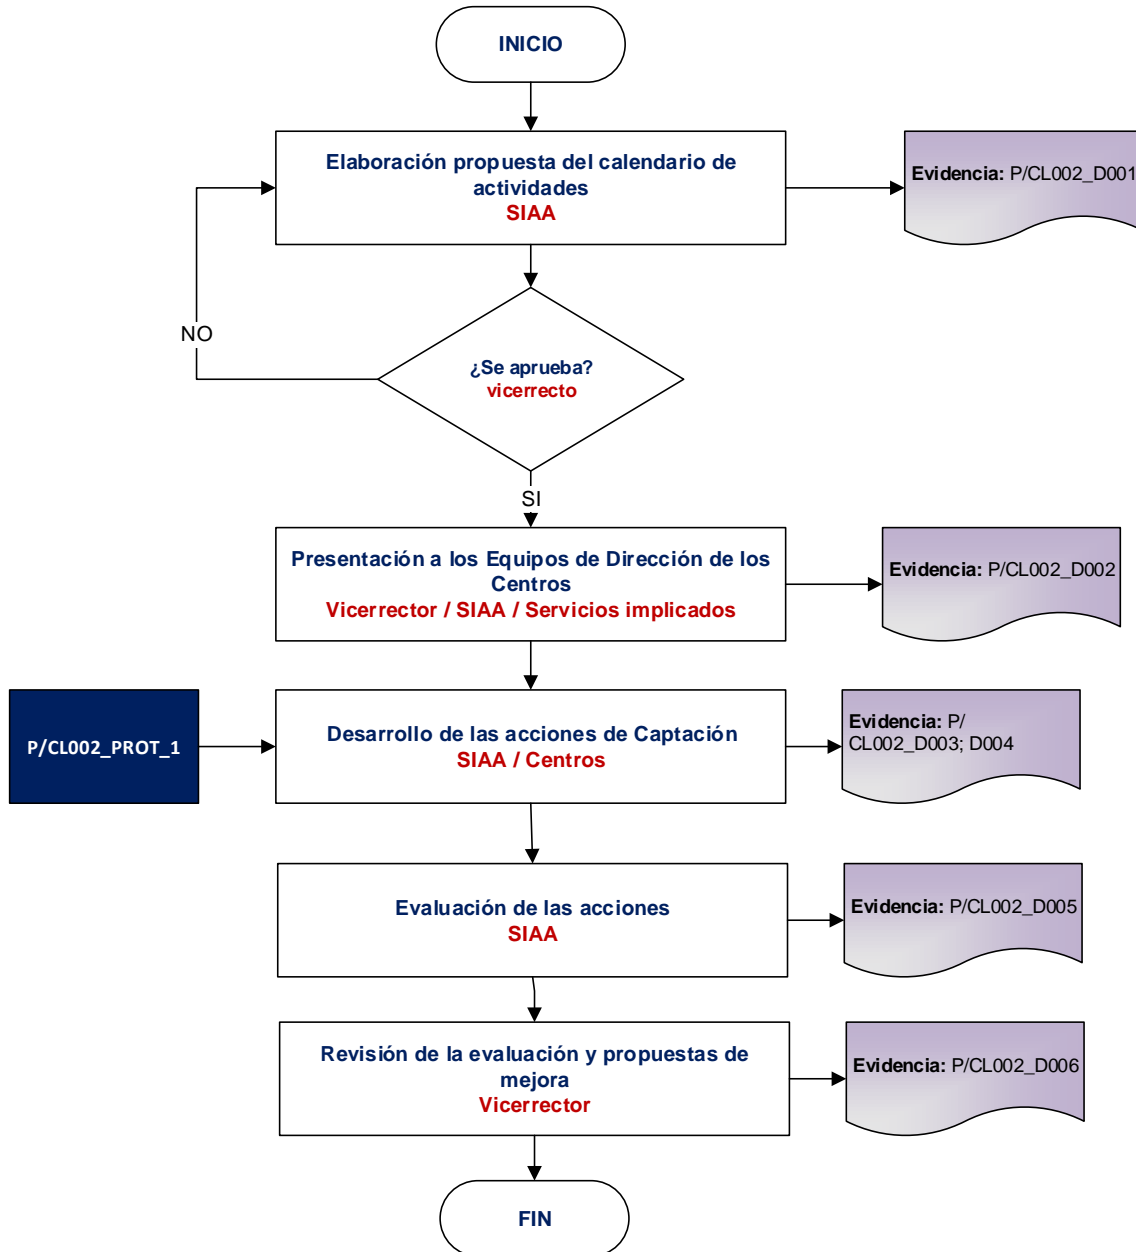 INICIO
Elaboración propuesta del calendario de
actividades
SIAA
Evidencia: P/CL002_D001
NO
¿Se aprueba?
vicerrecto
SI
Presentación a los Equipos de Dirección de los
Centros
Vicerrector / SIAA / Servicios implicados
Evidencia: P/CL002_D002
P/CL002_PROT_1
Desarrollo de las acciones de Captación
SIAA / Centros
Evidencia: P/
CL002_D003; D004
Evaluación de las acciones
SIAA
Evidencia: P/CL002_D005
Revisión de la evaluación y propuestas de
mejora
Vicerrector
Evidencia: P/CL002_D006
FIN